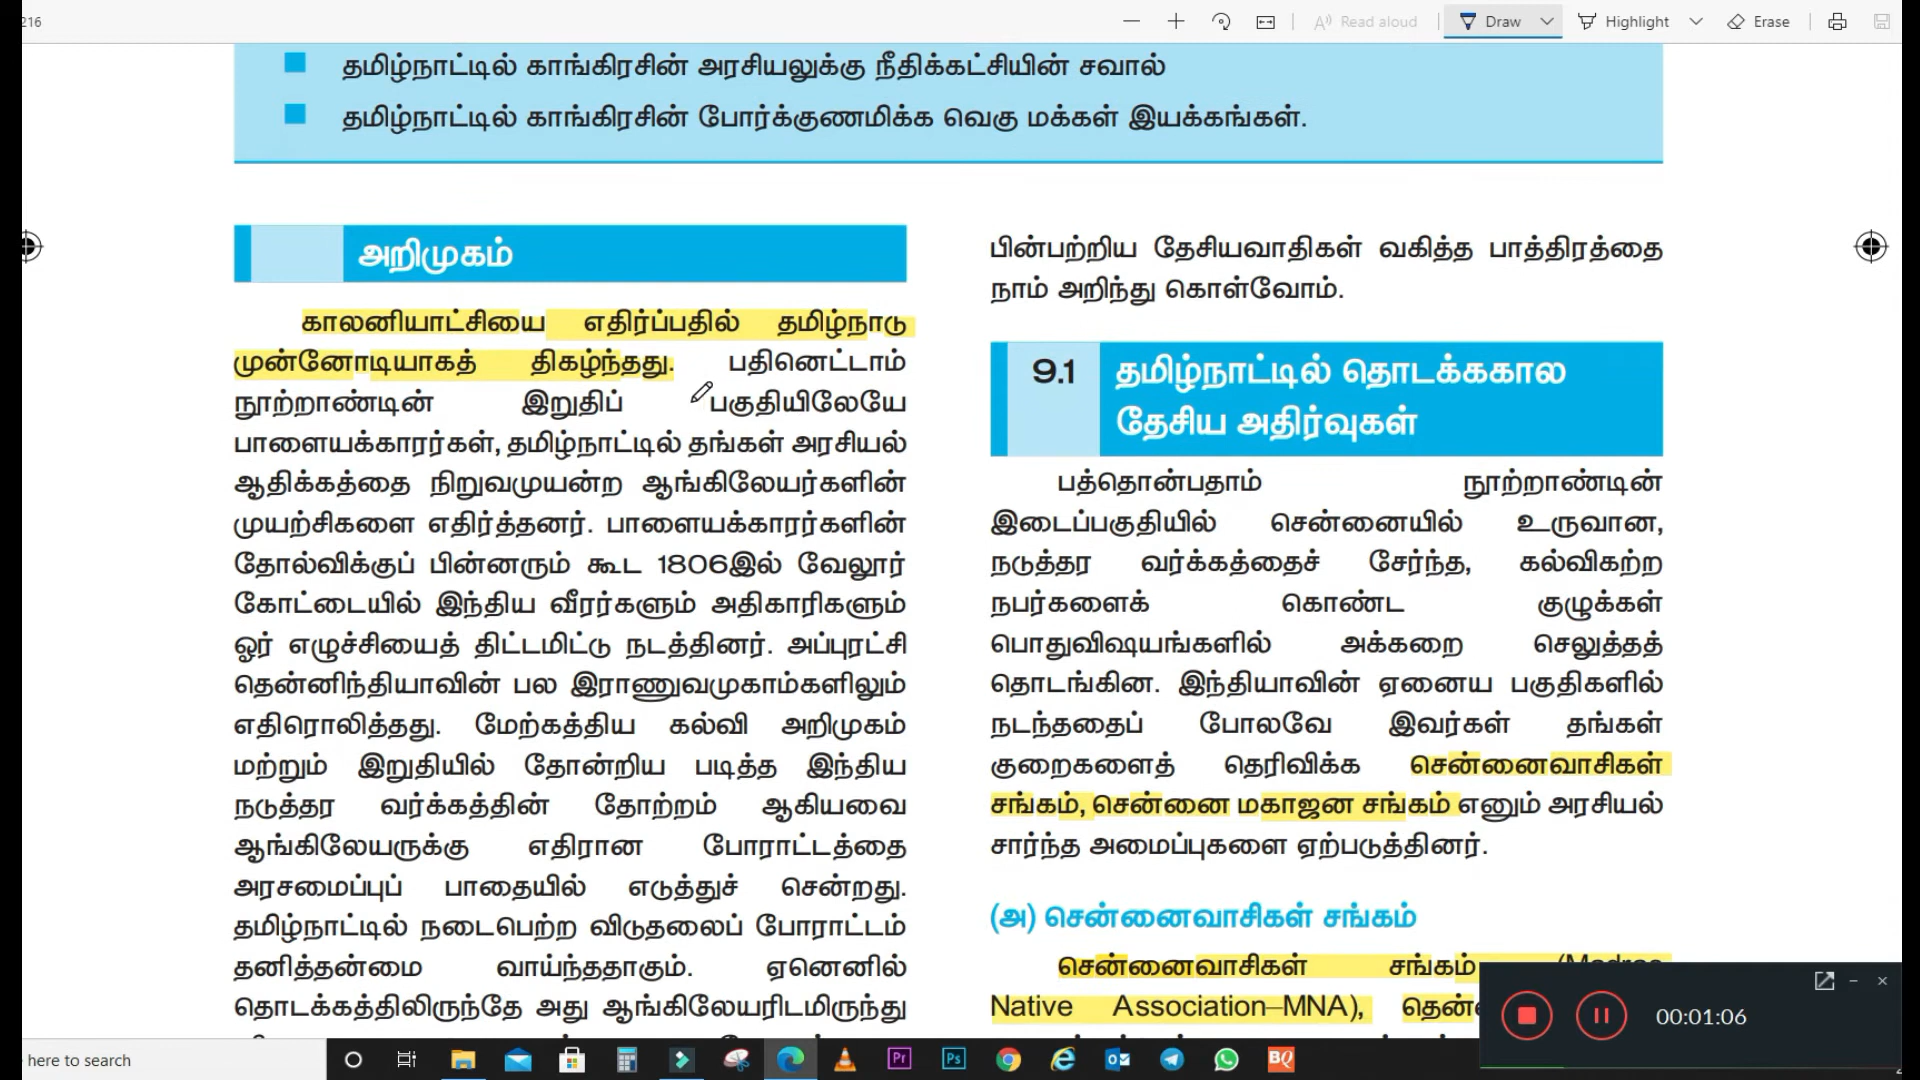 216
Read aloud
Draw
Highlight
Erase
தமிழ்நாட்டில் காங்கிரசின் அரசியலுக்கு நீதிக்கட்சியின் சவால்
தமிழ்நாட்டில் காங்கிரசின் போர்க்குணமிக்க வெகு மக்கள் இயக்கங்கள்.
அறிமுகம்
காலனியாட்சியை எதிர்ப்பதில் தமிழ்நாடு
முன்னோடியாகத் திகழ்ந்தது. பதினெட்டாம்
நூற்றாண்டின் இறுதிப் பகுதியிலேயே
பாளையக்காரர்கள், தமிழ்நாட்டில் தங்கள் அரசியல்
ஆதிக்கத்தை நிறுவமுயன்ற ஆங்கிலேயர்களின்
முயற்சிகளை எதிர்த்தனர். பாளையக்காரர்களின்
தோல்விக்குப் பின்னரும் கூட 1806இல் வேலூர்
கோட்டையில் இந்திய வீரர்களும் அதிகாரிகளும்
ஓர் எழுச்சியைத் திட்டமிட்டு நடத்தினர். அப்புரட்சி
தென்னிந்தியாவின் பல இராணுவமுகாம்களிலும்
எதிரொலித்தது. மேற்கத்திய கல்வி அறிமுகம்
மற்றும் இறுதியில் தோன்றிய படித்த இந்திய
நடுத்தர வர்க்கத்தின் தோற்றம் ஆகியவை
ஆங்கிலேயருக்கு எதிரான போராட்டத்தை
அரசமைப்புப் பாதையில் எடுத்துச் சென்றது.
தமிழ்நாட்டில் நடைபெற்ற விடுதலைப் போராட்டம்
தனித்தன்மை வாய்ந்ததாகும். ஏனெனில்
தொடக்கத்திலிருந்தே அது ஆங்கிலேயரிடமிருந்து
பின்பற்றிய தேசியவாதிகள் வகித்த பாத்திரத்தை
நாம் அறிந்து கொள்வோம்.
9.1 தமிழ்நாட்டில் தொடக்ககால
தேசிய அதிர்வுகள்
பத்தொன்பதாம் நூற்றாண்டின்
இடைப்பகுதியில் சென்னையில் உருவான,
நடுத்தர வர்க்கத்தைச் சேர்ந்த, கல்விகற்ற
நபர்களைக் கொண்ட குழுக்கள்
பொதுவிஷயங்களில் அக்கறை செலுத்தத்
தொடங்கின. இந்தியாவின் ஏனைய பகுதிகளில்
நடந்ததைப் போலவே இவர்கள் தங்கள்
குறைகளைத் தெரிவிக்க சென்னைவாசிகள்
சங்கம், சென்னை மகாஜன சங்கம் எனும் அரசியல்
சார்ந்த அமைப்புகளை ஏற்படுத்தினர்.
(அ) சென்னைவாசிகள் சங்கம்
சென்னைவாசிகள் சங்கம்
Native Association–MNA),
00:01:06
here to search
Pr
Ps
BQ